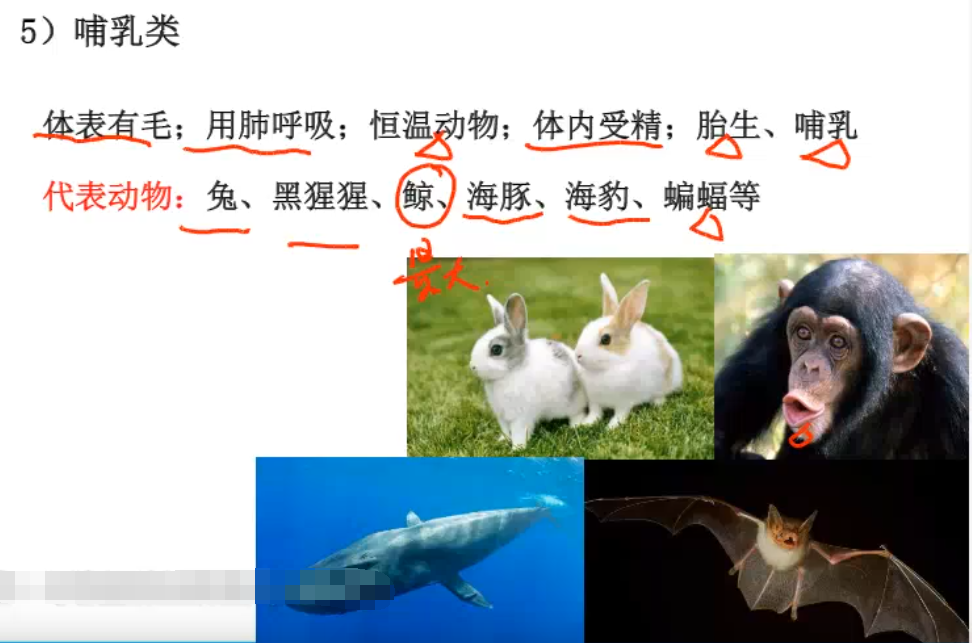 5）哺乳类
体表有毛；用肺呼吸；恒温动物；体内受精；胎生、哺乳
代表动物：兔、黑猩猩、鲸、海豚、海豹、蝙蝠等
最大.